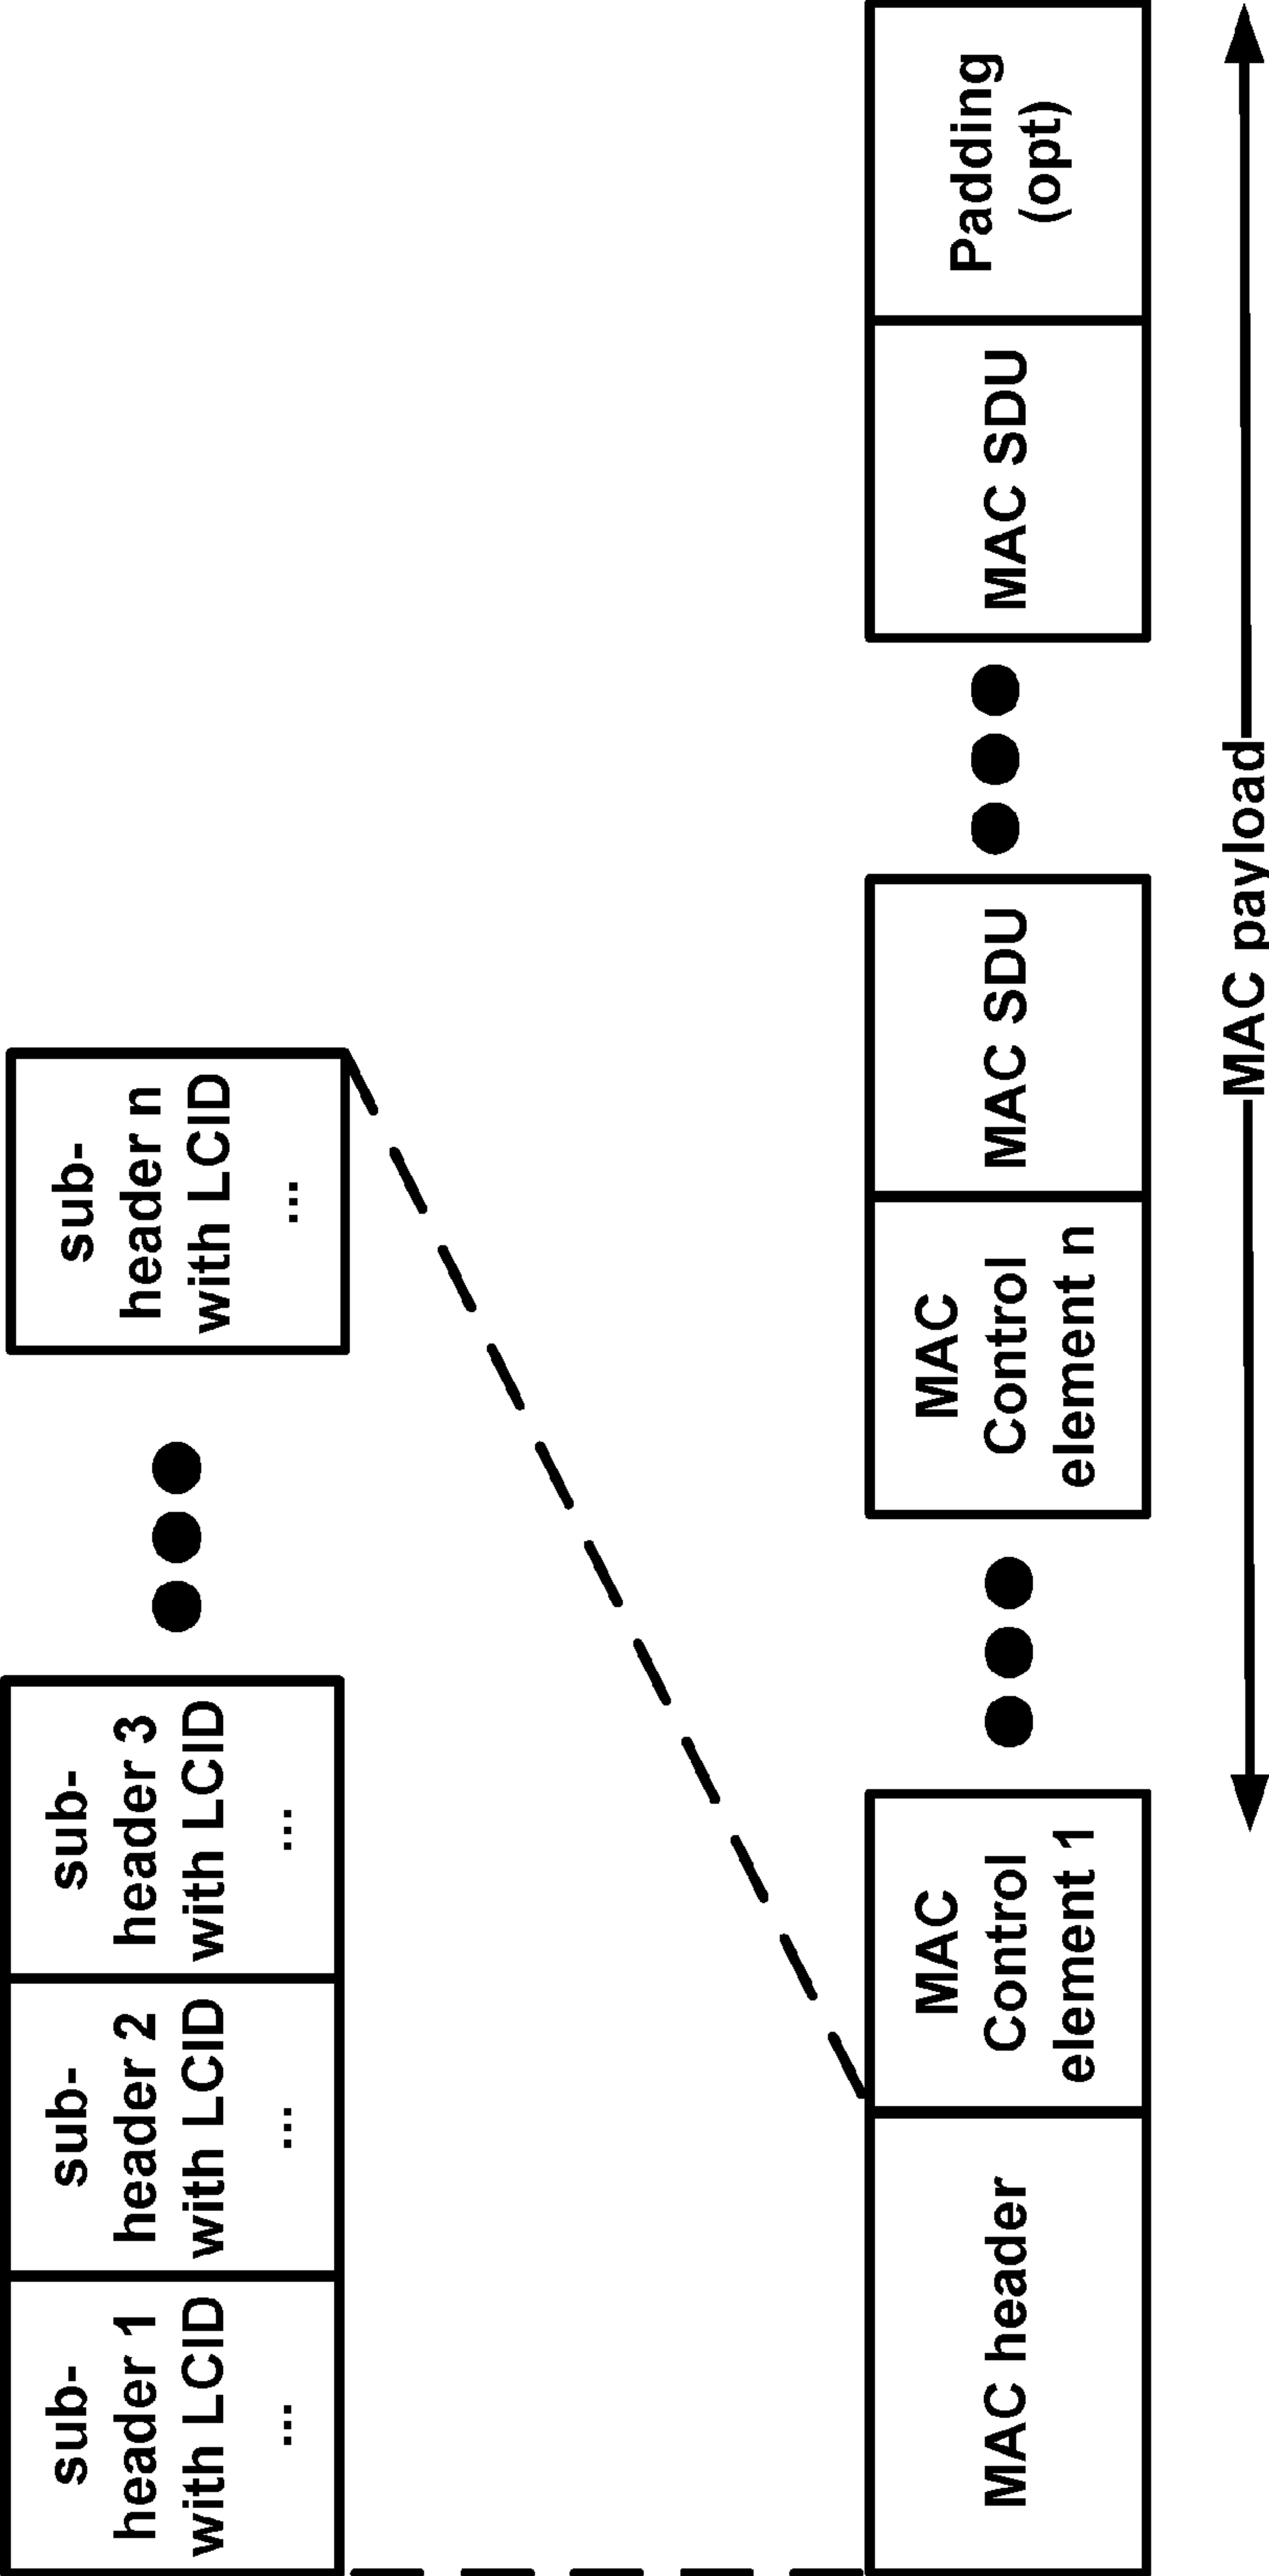 sub-
header 1
with LCID
...
sub-
header 2
with LCID
...
sub-
header 3
with LCID
...
sub-
header n
with LCID
...
MAC header
MAC
Control
element 1
MAC
Control
element n
MAC SDU
MAC SDU
Padding
(opt)
MAC payload